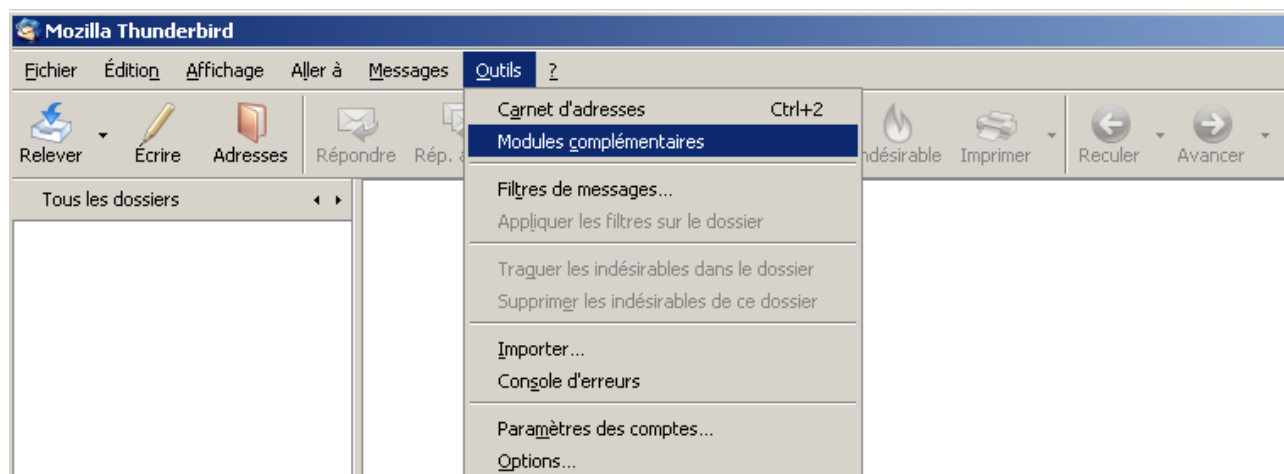 Mozilla Thunderbird
Fichier Édition Affichage Aller à Messages Outils ?
Relever Écrire Adresses Répondre Rép. Imprimer Reculer Avancer
Tous les dossiers
Carnet d'adresses Ctrl+2
Modules complémentaires
Filtres de messages...
Appliquer les filtres sur le dossier
Traquer les indésirables dans le dossier
Supprimer les indésirables de ce dossier
Importer...
Console d'erreurs
Paramètres des comptes...
Options...